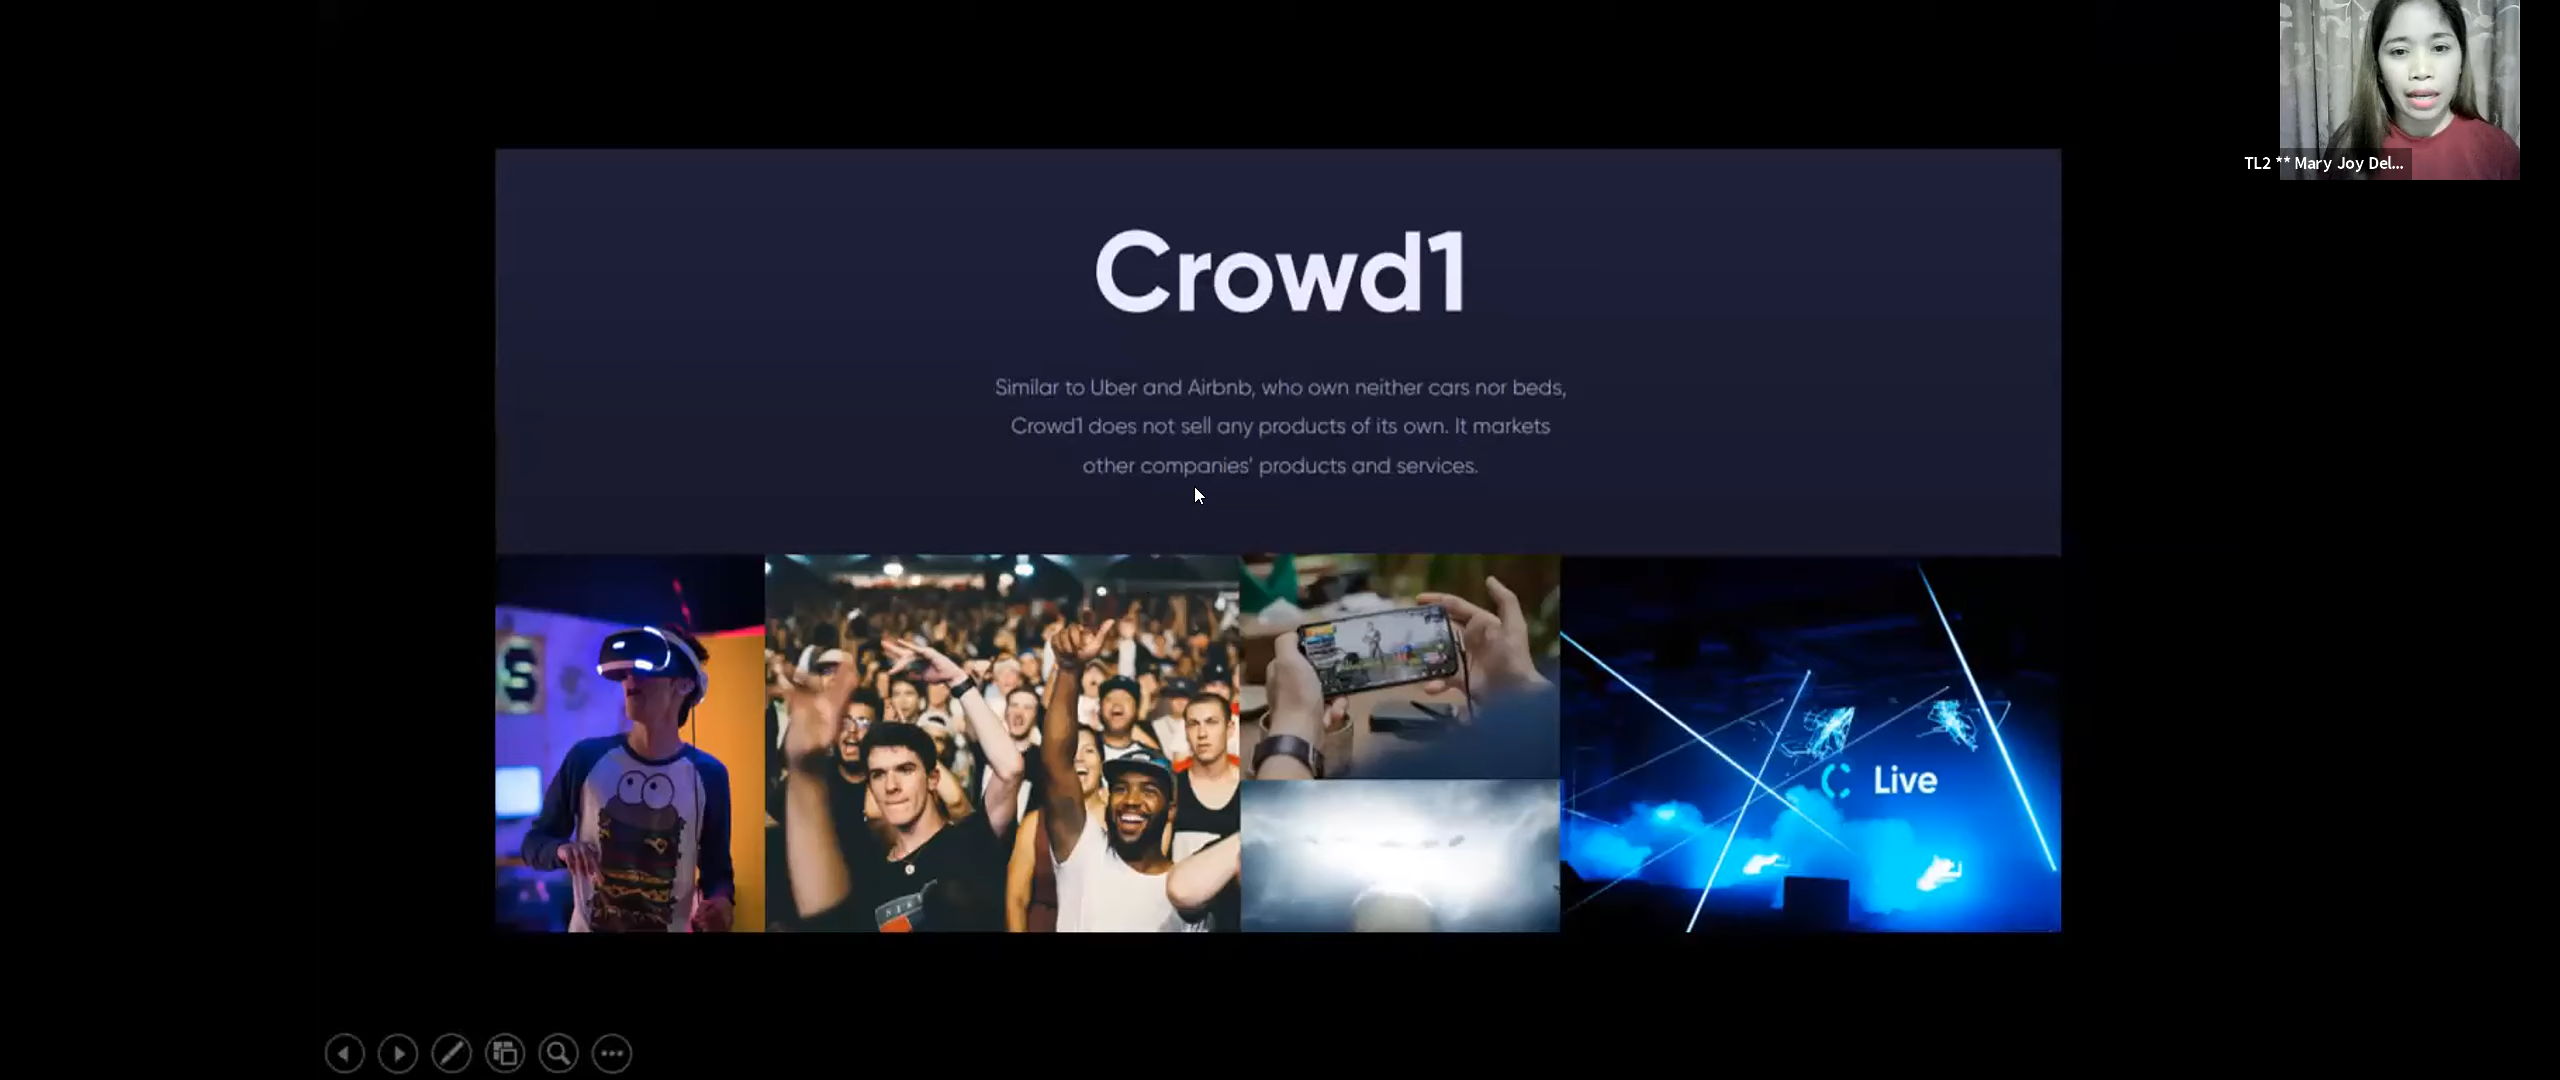 TL2 ** Mary Joy Del...
Crowd1
Similar to Uber and Airbnb, who own neither cars nor beds,
Crowd1 does not sell any products of its own. It markets
other companies' products and services.
S
Live